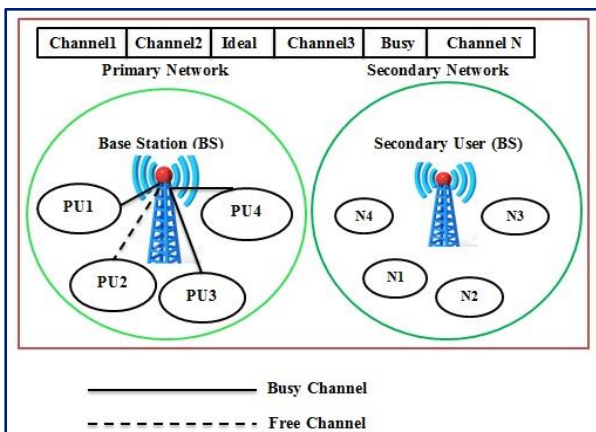 Channel1 Channel2 Ideal Channel3 Busy Channel N
Primary Network Secondary Network
Base Station (BS) Secondary User (BS)
PU1 PU4 N4 N3
PU2 PU3 N1 N2
Busy Channel
Free Channel